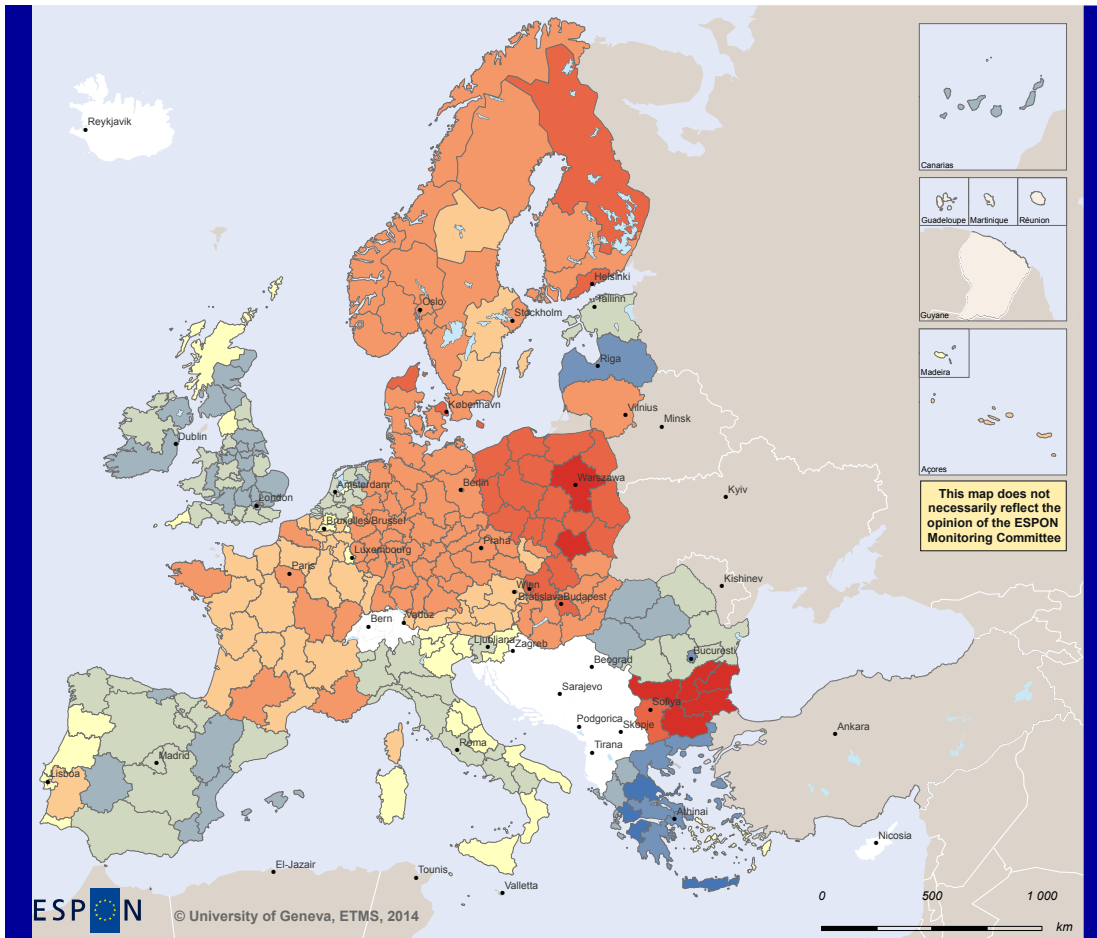 Reykjavik
Canarias
Guadeloupe
Martinique
Réunion
Guyane
Madeira
Açores
This map does not
necessarily reflect the
opinion of the ESPON
Monitoring Committee
Helsinki
Tallinn
Oslo
Stockholm
Riga
København
Vilnius
Minsk
Dublin
Amsterdam
Berlin
Warszawa
London
Kyiv
Bruxelles/Brussel
Luxembourg
Praha
Paris
Kishinev
Wien
Bratislava
Budapest
Bern
Vaduz
Ljubljana
Zagreb
Bucuresti
Beograd
Sarajevo
Sofiya
Podgorica
Skopje
Ankara
Roma
Tirana
Madrid
Lisboa
Athinai
Nicosia
El-Jazair
Tounis
Valletta
ESPON
© University of Geneva, ETMS, 2014
0 500 1 000
km